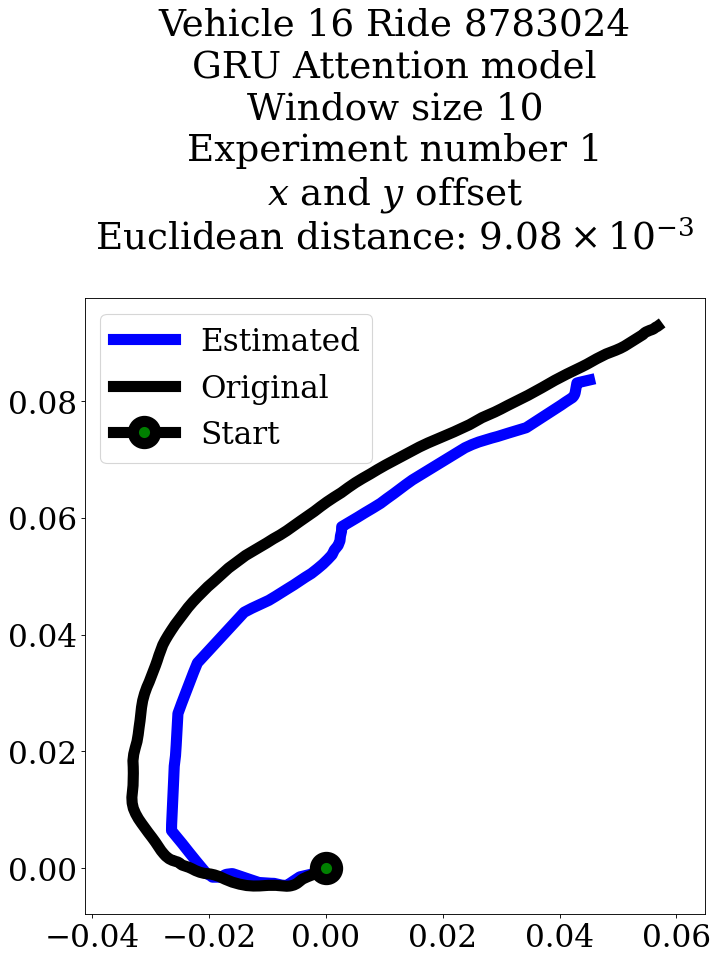 Vehicle 16 Ride 8783024
GRU Attention model
Window size 10
Experiment number 1
x and y offset
Euclidean distance: 9.08 × 10⁻³
Estimated
Original
Start
0.08
0.06
0.04
0.02
0.00
−0.04 −0.02 0.00 0.02 0.04 0.06